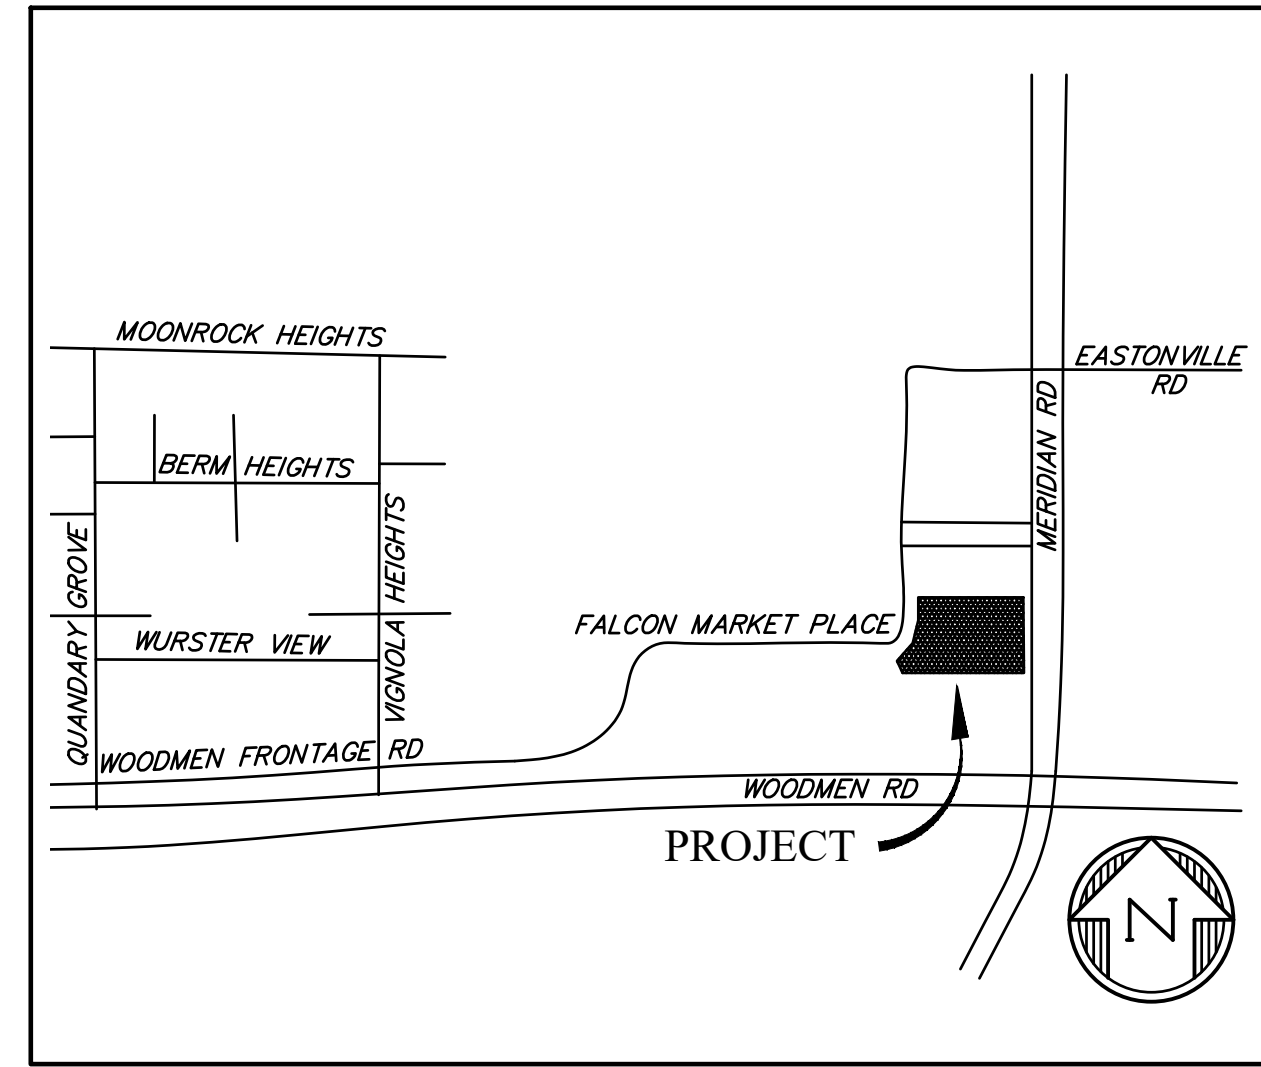 MOONROCK HEIGHTS
EASTONVILLE
RD
MERIDIAN RD
BERM HEIGHTS
QUANDARY GROVE
VIGNOLA HEIGHTS
FALCON MARKET PLACE
WURSTER VIEW
WOODMEN FRONTAGE RD
WOODMEN RD
PROJECT
N